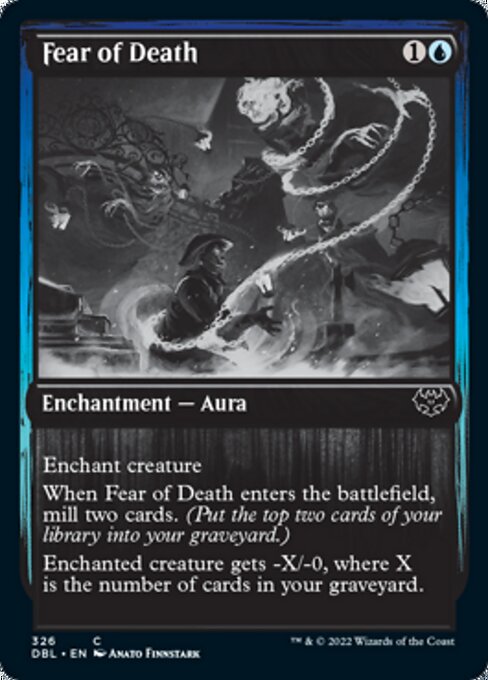 Fear of Death 1
Enchantment — Aura
Enchant creature
When Fear of Death enters the battlefield,
mill two cards. (Put the top two cards of your
library into your graveyard.)
Enchanted creature gets -X/-0, where X
is the number of cards in your graveyard.
326 C
DBL • EN Anato Finnstark
™ & © 2022 Wizards of the Coast